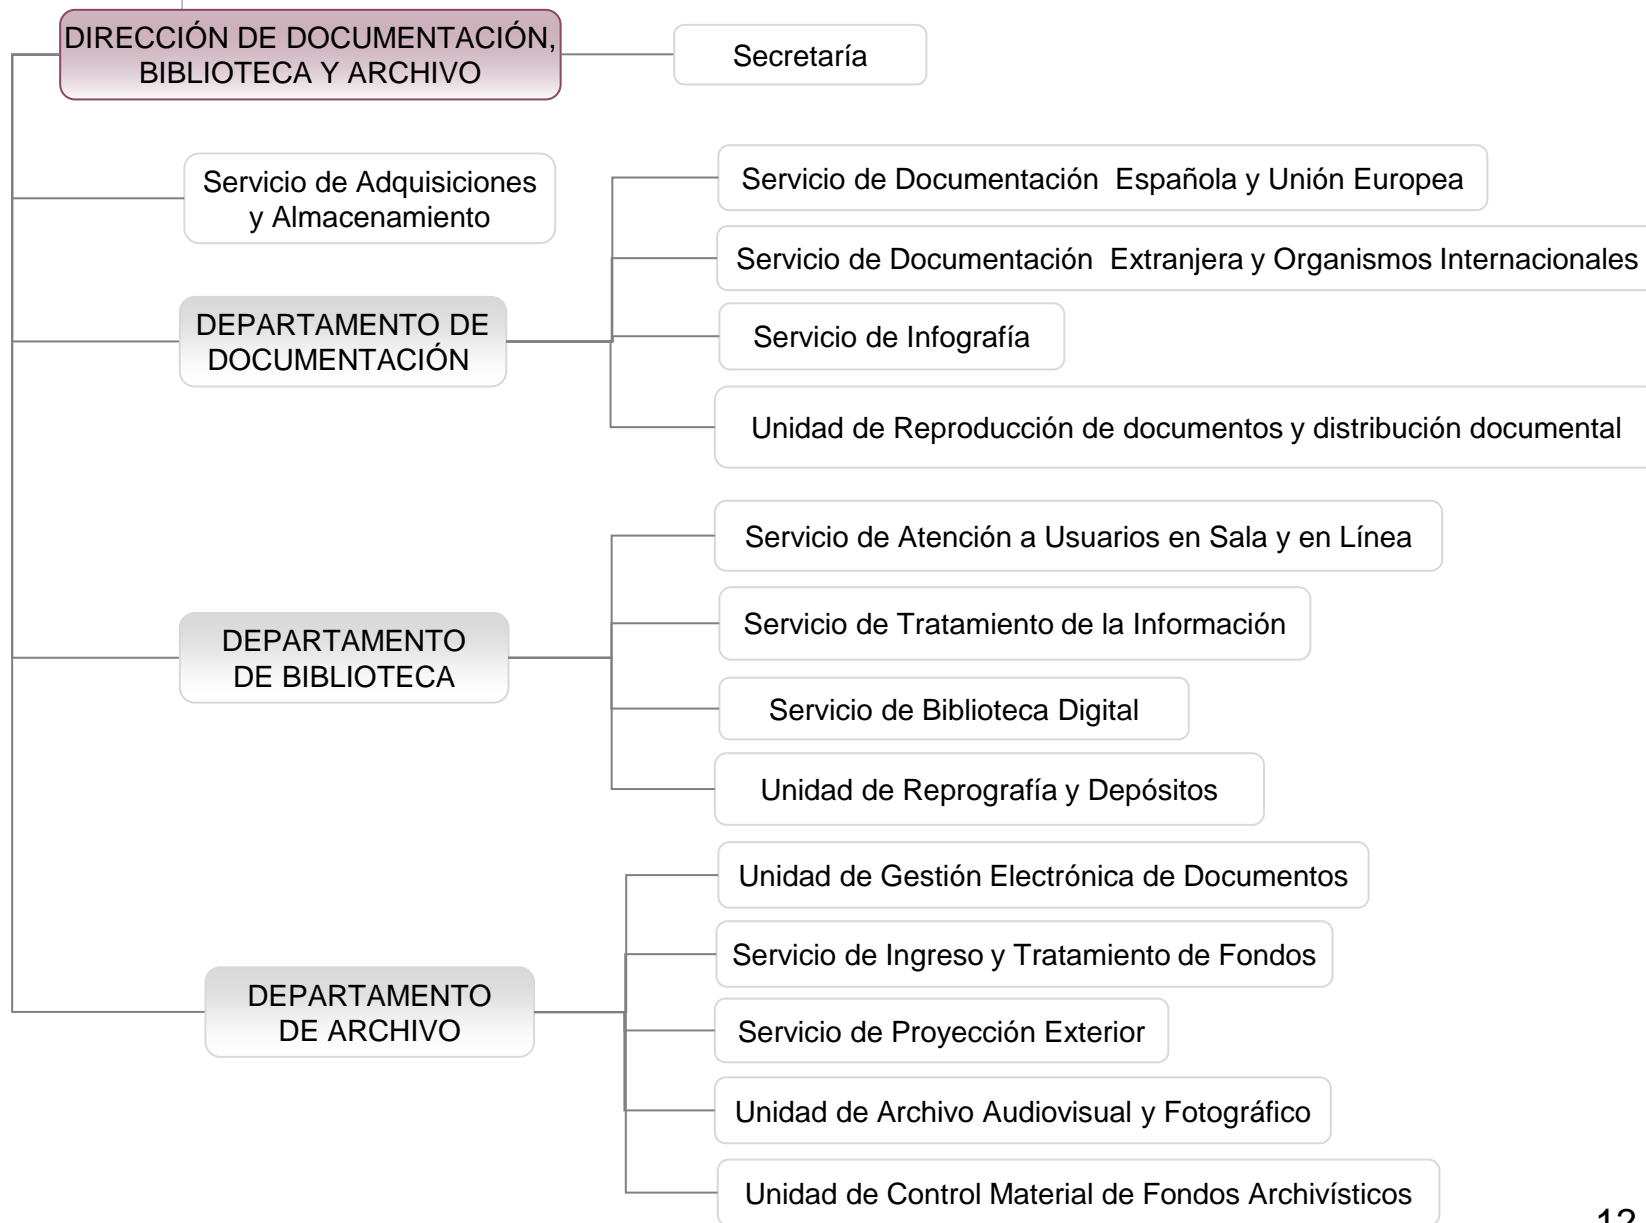 DIRECCIÓN DE DOCUMENTACIÓN,
BIBLIOTECA Y ARCHIVO
Secretaría
Servicio de Adquisiciones
y Almacenamiento
DEPARTAMENTO DE
DOCUMENTACIÓN
Servicio de Documentación  Española y Unión Europea
Servicio de Documentación  Extranjera y Organismos Internacionales
Servicio de Infografía
Unidad de Reproducción de documentos y distribución documental
DEPARTAMENTO
DE BIBLIOTECA
Servicio de Atención a Usuarios en Sala y en Línea
Servicio de Tratamiento de la Información
Servicio de Biblioteca Digital
Unidad de Reprografía y Depósitos
DEPARTAMENTO
DE ARCHIVO
Unidad de Gestión Electrónica de Documentos
Servicio de Ingreso y Tratamiento de Fondos
Servicio de Proyección Exterior
Unidad de Archivo Audiovisual y Fotográfico
Unidad de Control Material de Fondos Archivísticos
12